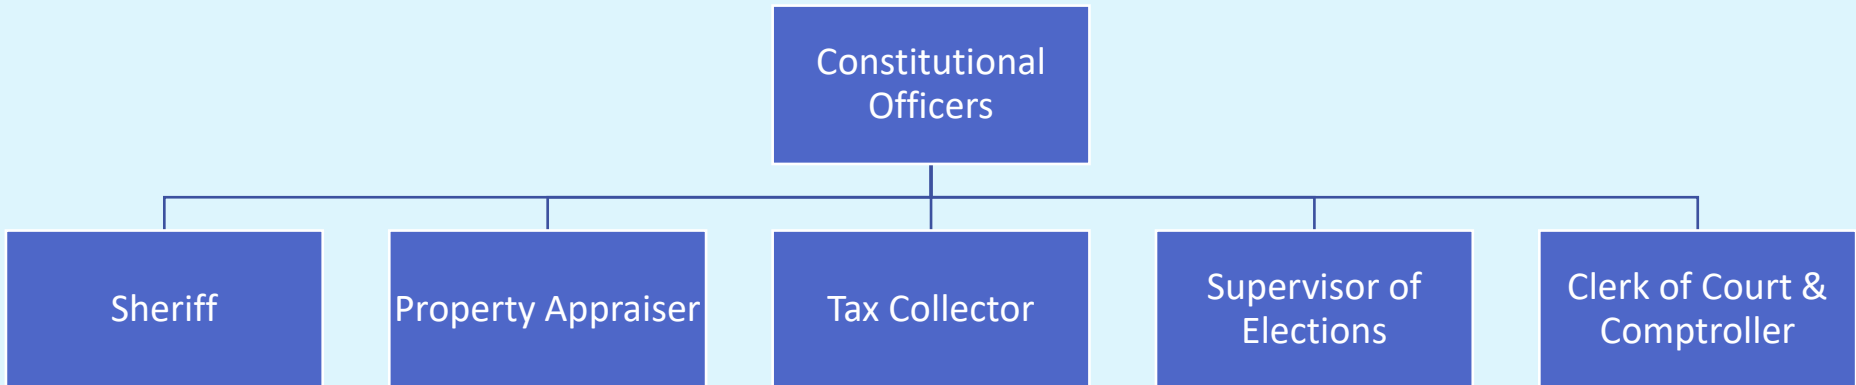 Constitutional
Officers
Sheriff
Property Appraiser
Tax Collector
Supervisor of
Elections
Clerk of Court &
Comptroller